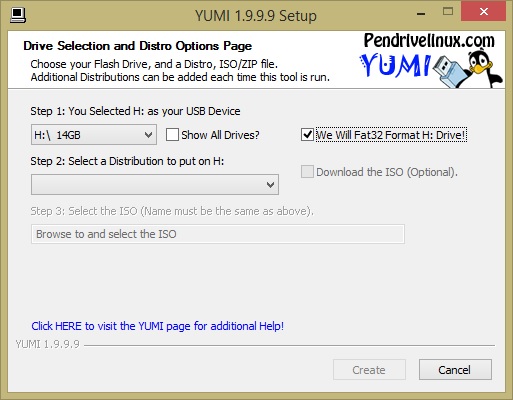 YUMI 1.9.9.9 Setup
Drive Selection and Distro Options Page
Choose your Flash Drive, and a Distro, ISO/ZIP file.
Additional Distributions can be added each time this tool is run.
Pendrivelinux.com
YUMI
Step 1: You Selected H: as your USB Device
H:\ 14GB
Show All Drives?
We Will Fat32 Format H: Drive!
Step 2: Select a Distribution to put on H:
Download the ISO (Optional).
Step 3: Select the ISO (Name must be the same as above).
Browse to and select the ISO
Click HERE to visit the YUMI page for additional Help!
YUMI 1.9.9.9
Create
Cancel